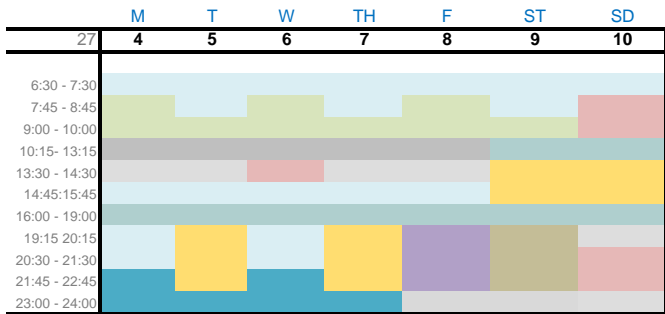 M T W TH F ST SD
27 4 5 6 7 8 9 10
6:30 - 7:30
7:45 - 8:45
9:00 - 10:00
10:15- 13:15
13:30 - 14:30
14:45:15:45
16:00 - 19:00
19:15 20:15
20:30 - 21:30
21:45 - 22:45
23:00 - 24:00